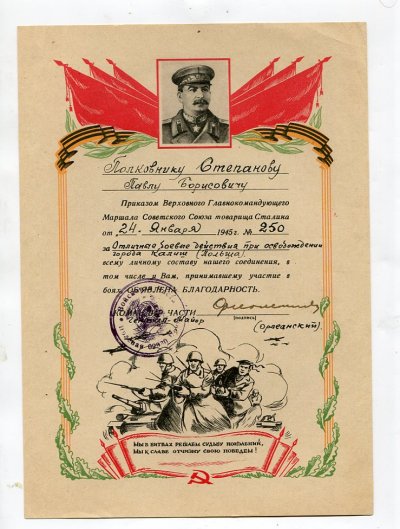 Полковнику Степанову
Павлу Борисовичу
Приказом Верховного Главнокомандующего
Маршала Советского Союза товарища Сталина
от „24" Января 1945 г. № 250
за Отличные боевые действия при освобождении
города Калиш (Польша)
всему личному составу нашего соединения, в
том числе и Вам, принимавшему участие в
боях, ОБЪЯВЛЕНА БЛАГОДАРНОСТЬ.
КОМАНДИР ЧАСТИ
(подпись)
генерал-майор
МЫ В БИТВАХ РЕШАЕМ СУДЬБУ ПОКОЛЕНИЙ,
МЫ К СЛАВЕ ОТЧИЗНУ СВОЮ ПОВЕДЕМ!